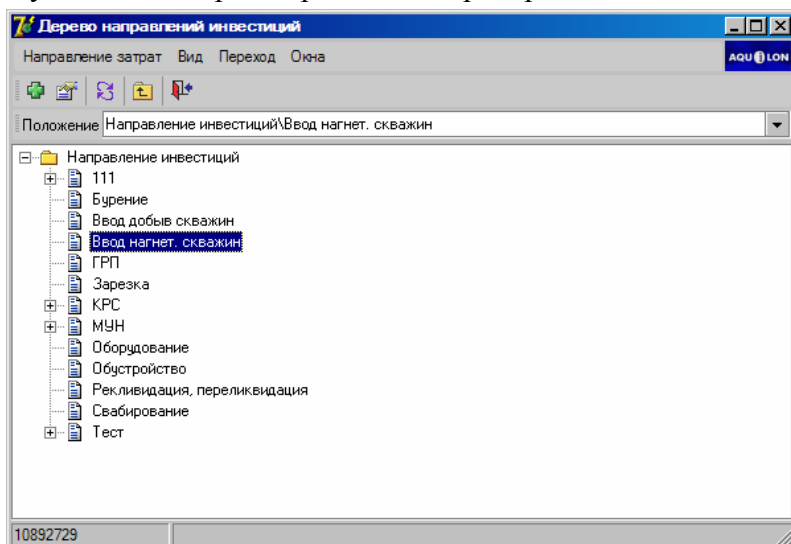 Дерево направлений инвестиций
Направление затрат Вид Переход Окна
AQUILON
Положение Направление инвестиций\Ввод нагнет. скважин
Направление инвестиций
111
Бурение
Ввод добыв скважин
Ввод нагнет. скважин
ГРП
Зарезка
КРС
МУН
Оборудование
Обустройство
Рекливидация, переликвидация
Свабирование
Тест
10892729